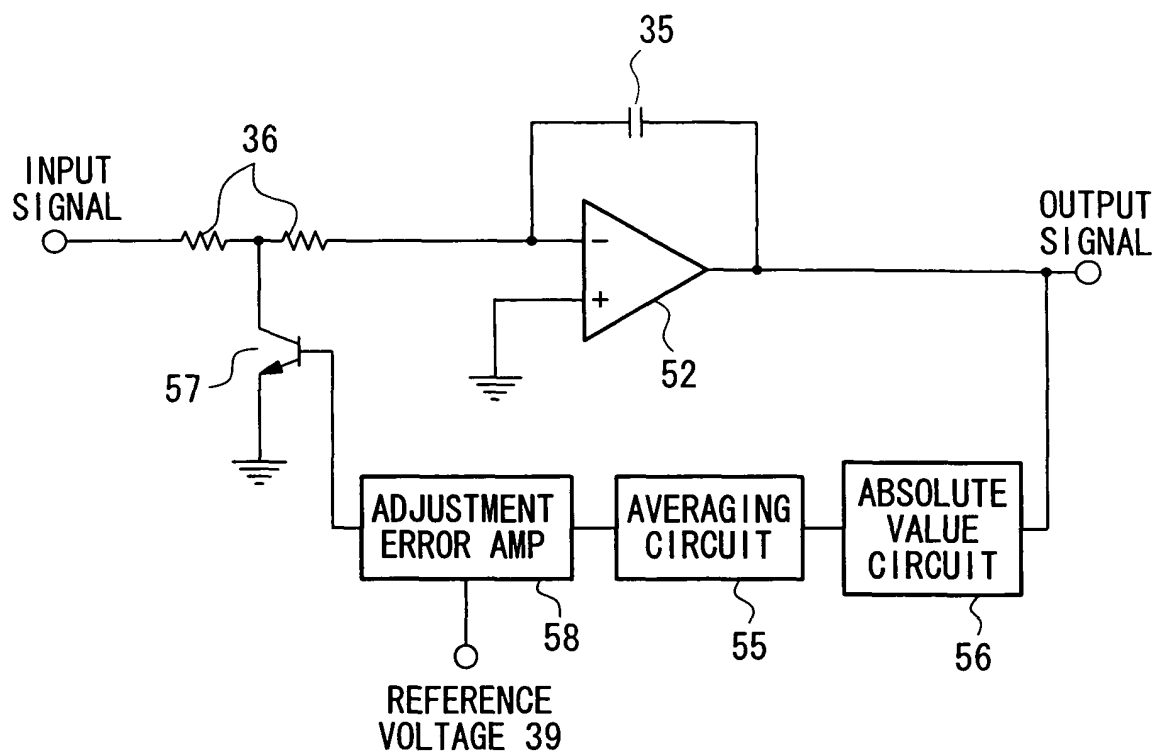 35
36
INPUT
SIGNAL
OUTPUT
SIGNAL
−
+
52
57
ADJUSTMENT
ERROR AMP
AVERAGING
CIRCUIT
ABSOLUTE
VALUE
CIRCUIT
58
55
56
REFERENCE
VOLTAGE 39